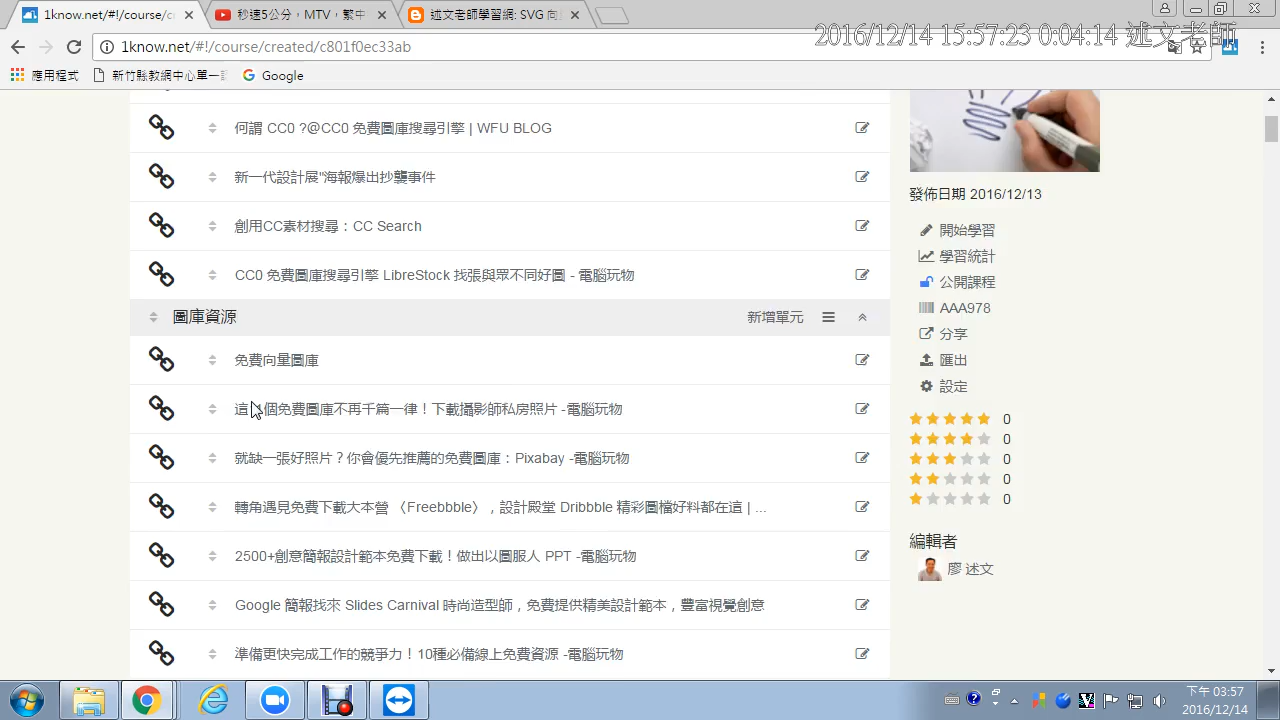 1know.net/#!/course/c
秒速5公分，MTV，繁中
述文老師學習網: SVG 向
2016/12/14 15:57:23 0:04:14 述文老師
1know.net/#!/course/created/c801f0ec33ab
應用程式
新竹縣教網中心單一
Google
何謂 CC0 ?@CC0 免費圖庫搜尋引擎 | WFU BLOG
新一代設計展"海報爆出抄襲事件
創用CC素材搜尋：CC Search
CC0 免費圖庫搜尋引擎 LibreStock 找張與眾不同好圖 - 電腦玩物
圖庫資源
新增單元
免費向量圖庫
這 個免費圖庫不再千篇一律！下載攝影師私房照片 -電腦玩物
就缺一張好照片？你會優先推薦的免費圖庫：Pixabay -電腦玩物
轉角遇見免費下載大本營 〈Freebbble〉，設計殿堂 Dribbble 精彩圖檔好料都在這 | ...
2500+創意簡報設計範本免費下載！做出以圖服人 PPT -電腦玩物
Google 簡報找來 Slides Carnival 時尚造型師，免費提供精美設計範本，豐富視覺創意
準備更快完成工作的競爭力！10種必備線上免費資源 -電腦玩物
發佈日期 2016/12/13
開始學習
學習統計
公開課程
AAA978
分享
匯出
設定
0
0
0
0
0
編輯者
廖 述文
下午 03:57
2016/12/14